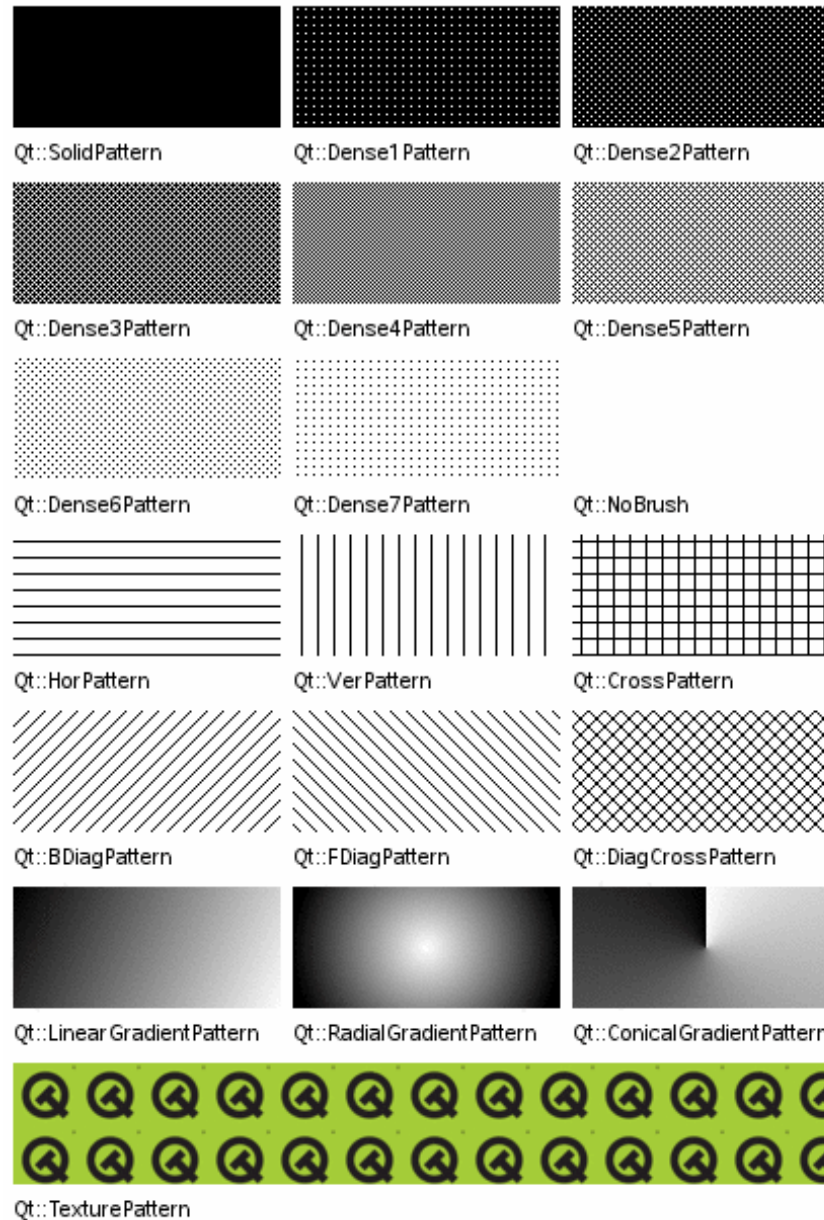 Qt::SolidPattern
Qt::Dense1Pattern
Qt::Dense2Pattern
Qt::Dense3Pattern
Qt::Dense4Pattern
Qt::Dense5Pattern
Qt::Dense6Pattern
Qt::Dense7Pattern
Qt::NoBrush
Qt::HorPattern
Qt::VerPattern
Qt::CrossPattern
Qt::BDiagPattern
Qt::FDiagPattern
Qt::DiagCrossPattern
Qt::LinearGradientPattern
Qt::RadialGradientPattern
Qt::ConicalGradientPattern
Qt::TexturePattern